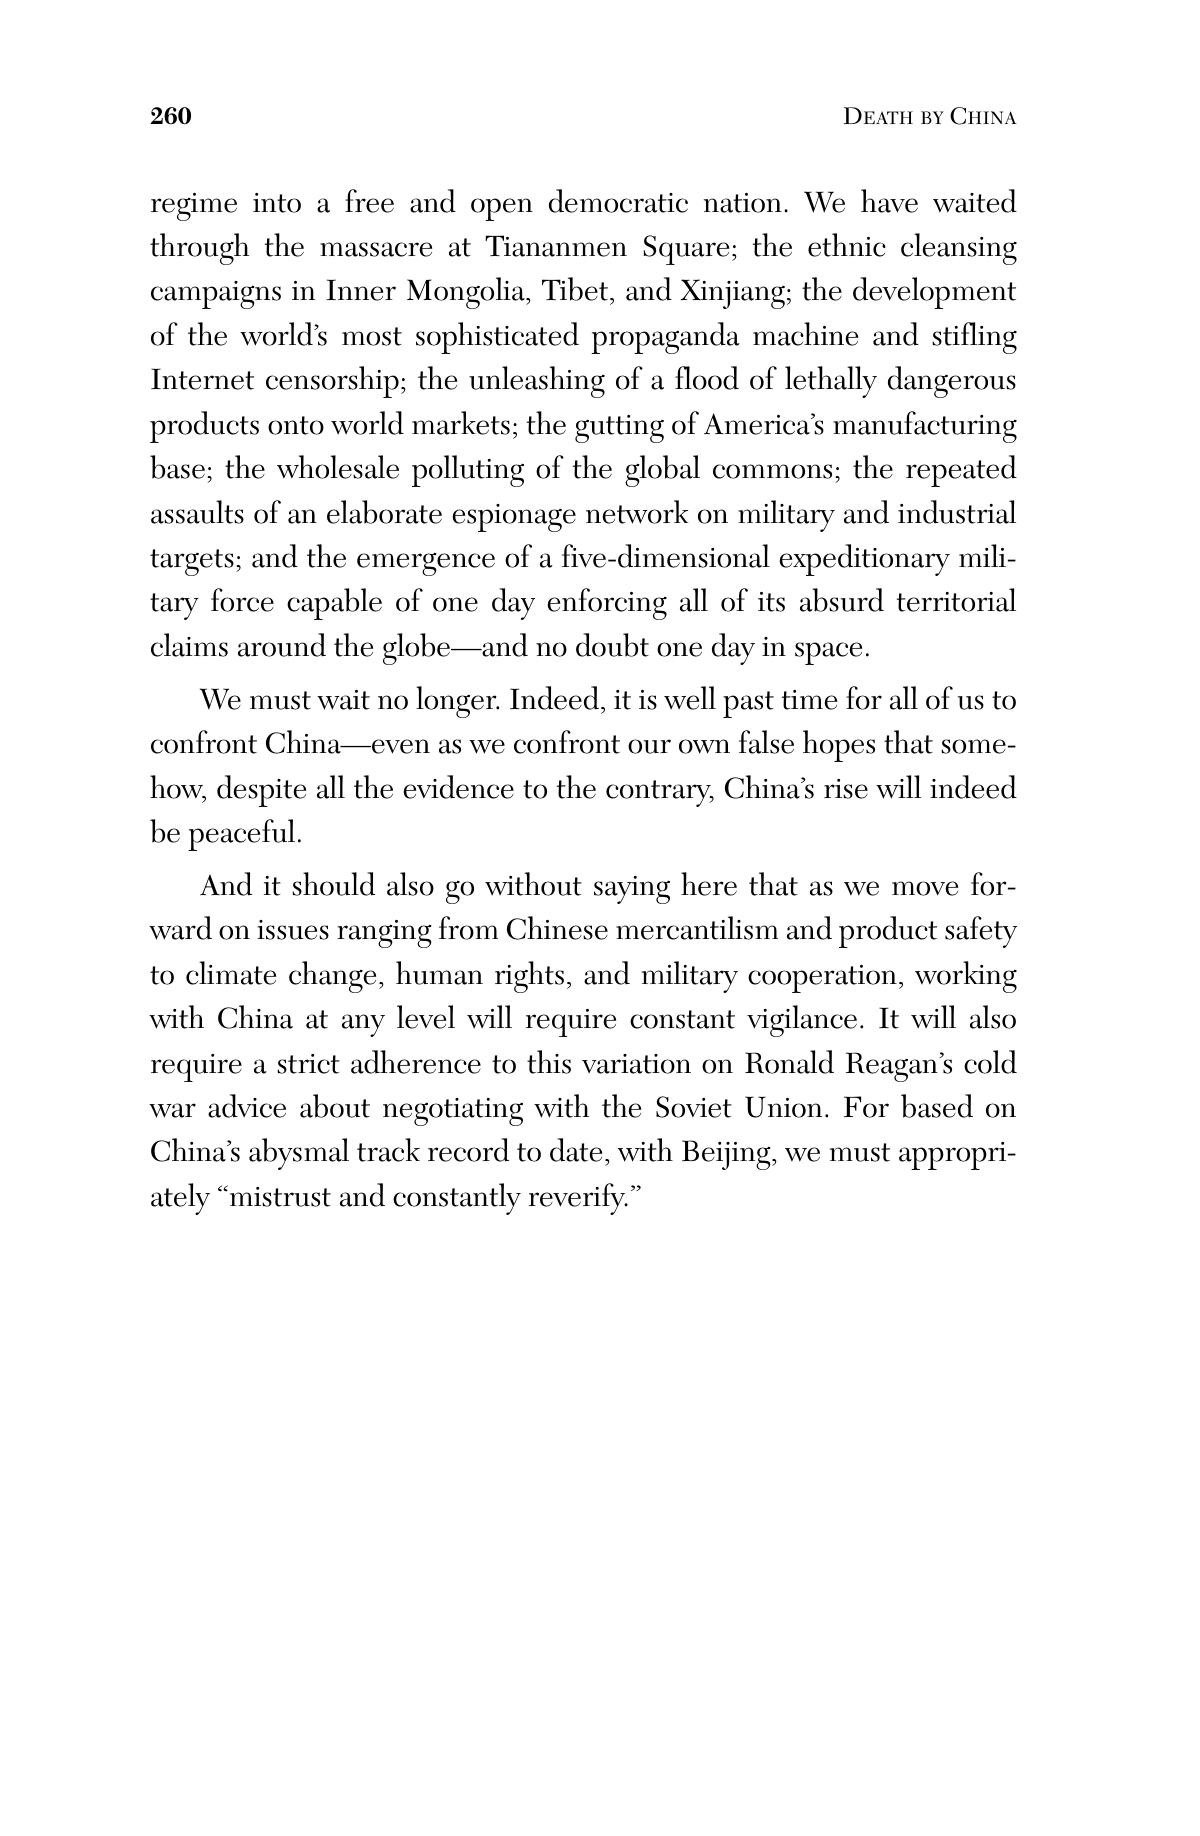 260 DEATH BY CHINA
regime into a free and open democratic nation. We have waited
through the massacre at Tiananmen Square; the ethnic cleansing
campaigns in Inner Mongolia, Tibet, and Xinjiang; the development
of the world’s most sophisticated propaganda machine and stifling
Internet censorship; the unleashing of a flood of lethally dangerous
products onto world markets; the gutting of America’s manufacturing
base; the wholesale polluting of the global commons; the repeated
assaults of an elaborate espionage network on military and industrial
targets; and the emergence of a five-dimensional expeditionary mili-
tary force capable of one day enforcing all of its absurd territorial
claims around the globe—and no doubt one day in space.
We must wait no longer. Indeed, it is well past time for all of us to
confront China—even as we confront our own false hopes that some-
how, despite all the evidence to the contrary, China’s rise will indeed
be peaceful.
And it should also go without saying here that as we move for-
ward on issues ranging from Chinese mercantilism and product safety
to climate change, human rights, and military cooperation, working
with China at any level will require constant vigilance. It will also
require a strict adherence to this variation on Ronald Reagan’s cold
war advice about negotiating with the Soviet Union. For based on
China’s abysmal track record to date, with Beijing, we must appropri-
ately “mistrust and constantly reverify.”